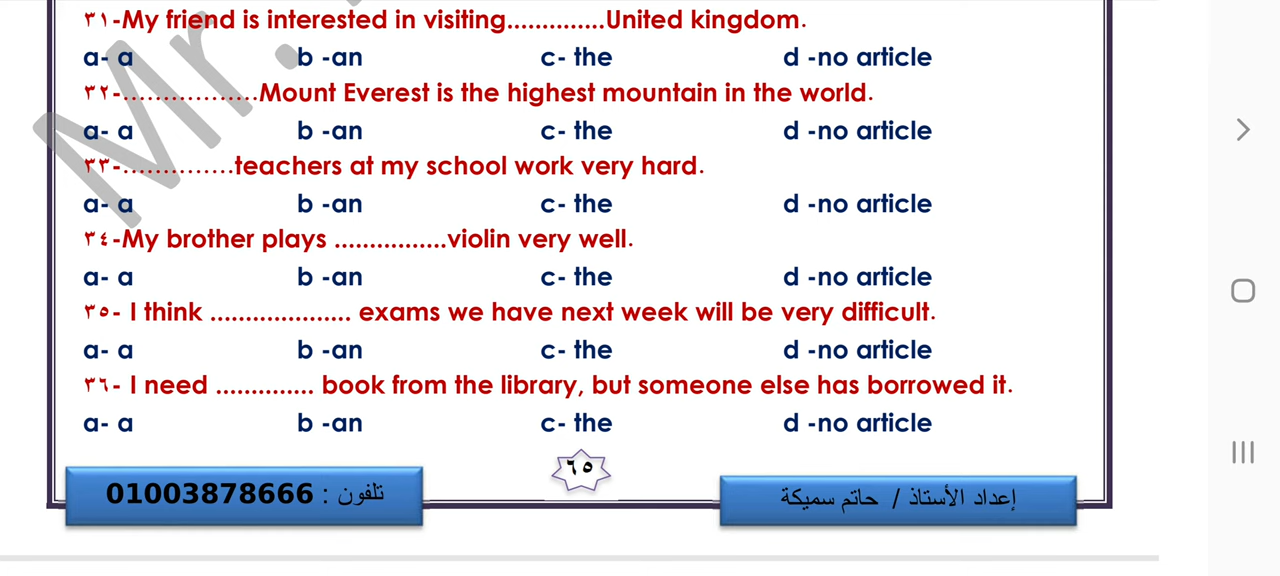 ٣١-My friend is interested in visiting..............United kingdom.
a- a b -an c- the d -no article
٣٢-...................Mount Everest is the highest mountain in the world.
a- a b -an c- the d -no article
٣٣-...............teachers at my school work very hard.
a- a b -an c- the d -no article
٣٤-My brother plays ................violin very well.
a- a b -an c- the d -no article
٣٥- I think .................... exams we have next week will be very difficult.
a- a b -an c- the d -no article
٣٦- I need .............. book from the library, but someone else has borrowed it.
a- a b -an c- the d -no article
Mr.
٦٥
تلفون : 01003878666
إعداد الأستاذ / حاتم سميكة